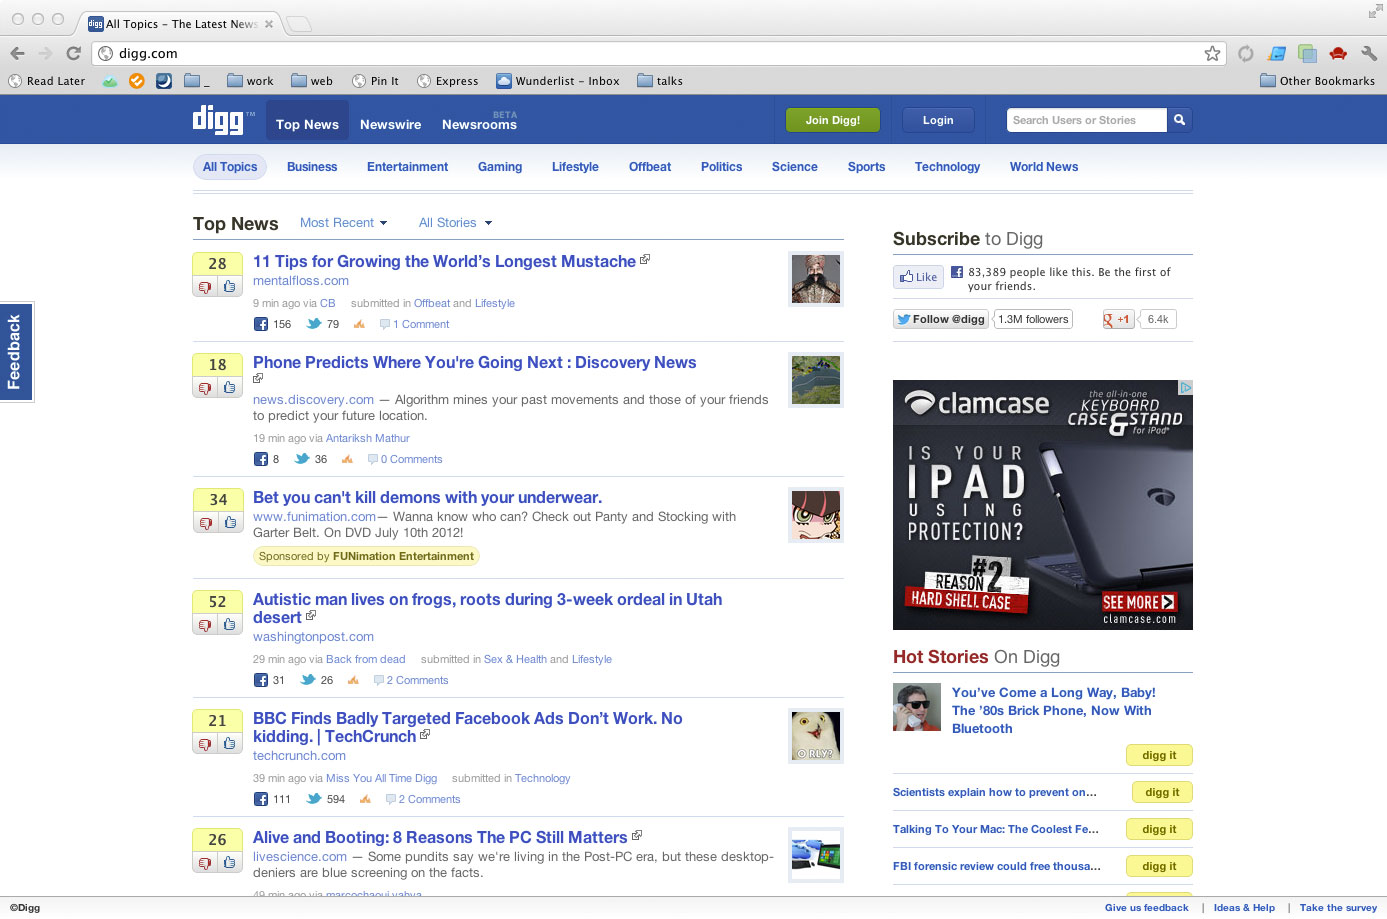 digg All Topics – The Latest News
digg.com
Read Later
_
work
web
Pin It
Express
Wunderlist – Inbox
talks
Other Bookmarks
digg™
Top News
Newswire
BETA
Newsrooms
Join Digg!
Login
Search Users or Stories
All Topics
Business
Entertainment
Gaming
Lifestyle
Offbeat
Politics
Science
Sports
Technology
World News
Feedback
Top News
Most Recent
All Stories
28
11 Tips for Growing the World’s Longest Mustache
mentalfloss.com
9 min ago via CB submitted in Offbeat and Lifestyle
156 79 1 Comment
18
Phone Predicts Where You're Going Next : Discovery News
news.discovery.com — Algorithm mines your past movements and those of your friends
to predict your future location.
19 min ago via Antariksh Mathur
8 36 0 Comments
34
Bet you can't kill demons with your underwear.
www.funimation.com— Wanna know who can? Check out Panty and Stocking with
Garter Belt. On DVD July 10th 2012!
Sponsored by FUNimation Entertainment
52
Autistic man lives on frogs, roots during 3-week ordeal in Utah
desert
washingtonpost.com
29 min ago via Back from dead submitted in Sex & Health and Lifestyle
31 26 2 Comments
21
BBC Finds Badly Targeted Facebook Ads Don’t Work. No
kidding. | TechCrunch
techcrunch.com
O RLY?
39 min ago via Miss You All Time Digg submitted in Technology
111 594 2 Comments
26
Alive and Booting: 8 Reasons The PC Still Matters
livescience.com — Some pundits say we're living in the Post-PC era, but these desktop-
deniers are blue screening on the facts.
49 min ago via marcochaoui yahya
Subscribe to Digg
Like
83,389 people like this. Be the first of
your friends.
Follow @digg
1.3M followers
+1
6.4k
clamcase
the all-in-one
KEYBOARD
CASE & STAND
for iPad®
IS YOUR
IPAD
USING
PROTECTION?
#2
REASON
HARD SHELL CASE
SEE MORE
clamcase.com
Hot Stories On Digg
You’ve Come a Long Way, Baby!
The ’80s Brick Phone, Now With
Bluetooth
digg it
Scientists explain how to prevent on...
digg it
Talking To Your Mac: The Coolest Fe...
digg it
FBI forensic review could free thousa...
digg it
©Digg
Give us feedback | Ideas & Help | Take the survey